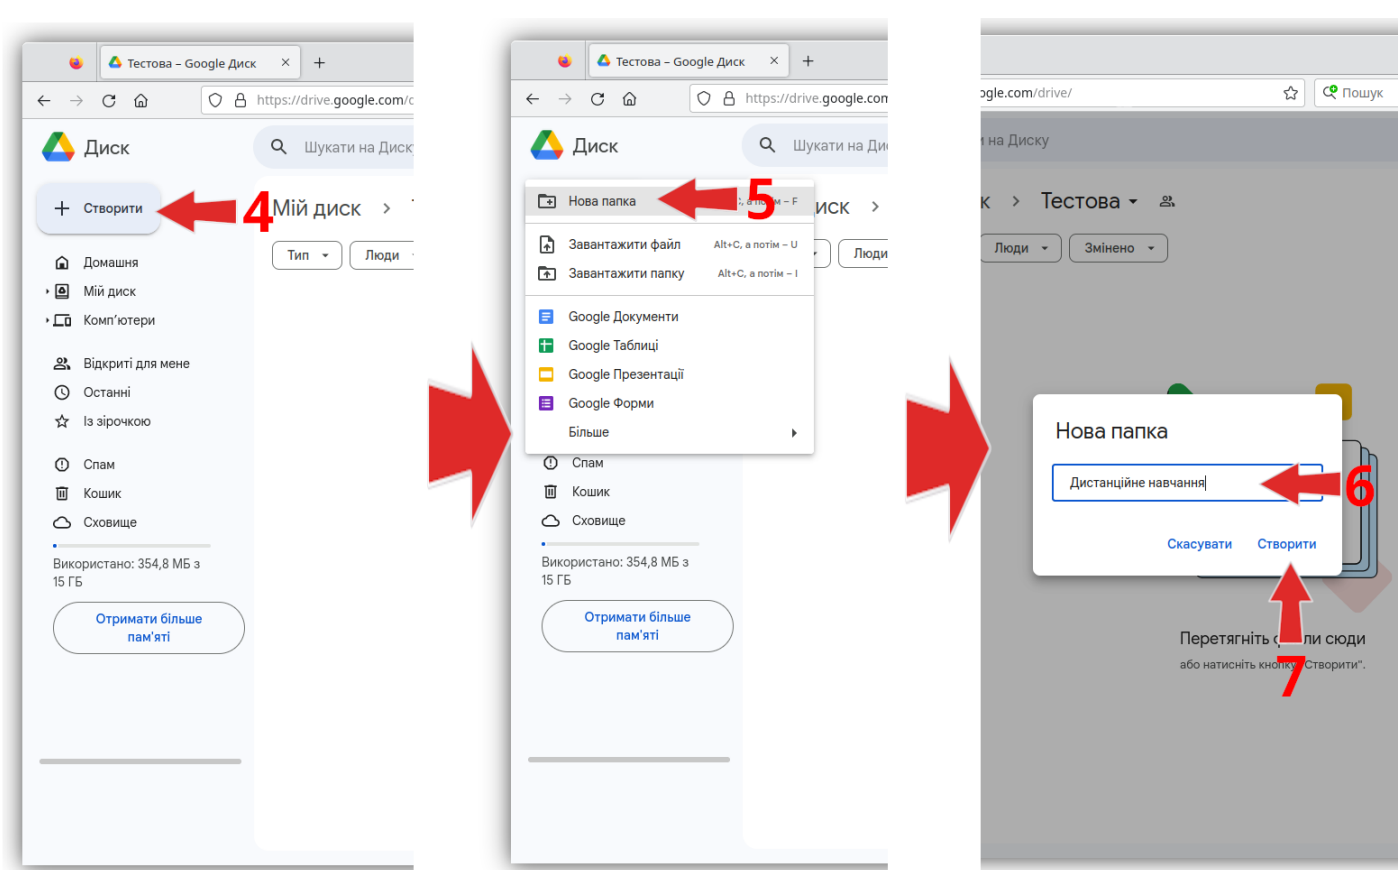 Тестова – Google Диск
https://drive.google.com/
Диск
Шукати на Диск
Створити
4
Мій диск
Тип
Люди
Домашня
Мій диск
Комп'ютери
Відкриті для мене
Останні
Із зірочкою
Спам
Кошик
Сховище
Використано: 354,8 МБ з
15 ГБ
Отримати більше
пам'яті
Тестова – Google Диск
https://drive.google.com
Диск
Шукати на Ди
Нова папка
5
, а потім – F
иск
Завантажити файл Alt+C, а потім – U
Люди
Завантажити папку Alt+C, а потім – I
Google Документи
Google Таблиці
Google Презентації
Google Форми
Більше
Спам
Кошик
Сховище
Використано: 354,8 МБ з
15 ГБ
Отримати більше
пам'яті
ogle.com/drive/
Пошук
и на Диску
к
Тестова
Люди
Змінено
Нова папка
Дистанційне навчання
6
Скасувати Створити
7
Перетягніть ли сюди
або натисніть кнопку Створити".